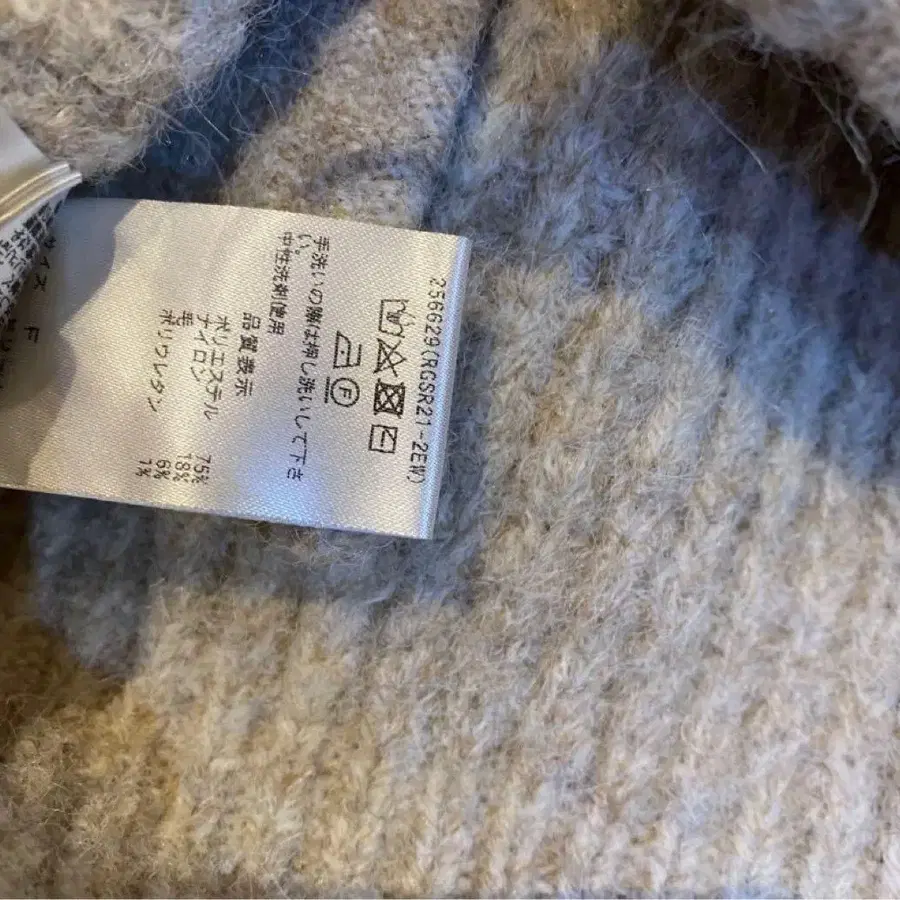 256629(RGSR21-2EW)
手洗いの際は押し洗いして下さ
い。
中性洗剤使用
品質表示
ポリエステル 75%
ナイロン 18%
毛 6%
ポリウレタン 1%
サイズ F